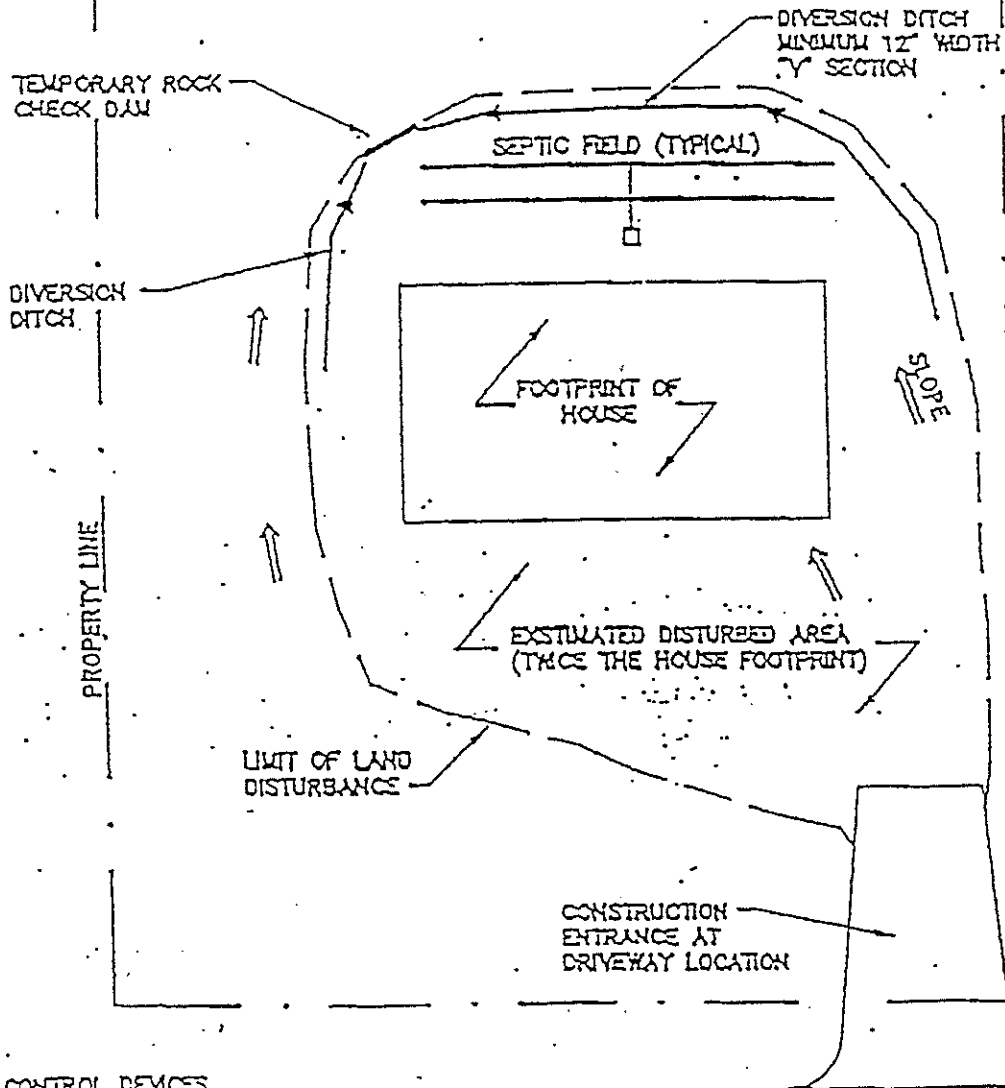 DIVERSION DITCH
MINIMUM 12" WIDTH
"V" SECTION
TEMPORARY ROCK
CHECK DAM
SEPTIC FIELD (TYPICAL)
DIVERSION
DITCH
SLOPE
FOOTPRINT OF
HOUSE
PROPERTY LINE
EXSTIMATED DISTURBED AREA
(TWICE THE HOUSE FOOTPRINT)
LIMIT OF LAND
DISTURBANCE
CONSTRUCTION
ENTRANCE AT
DRIVEWAY LOCATION
CONTROL DEVICES